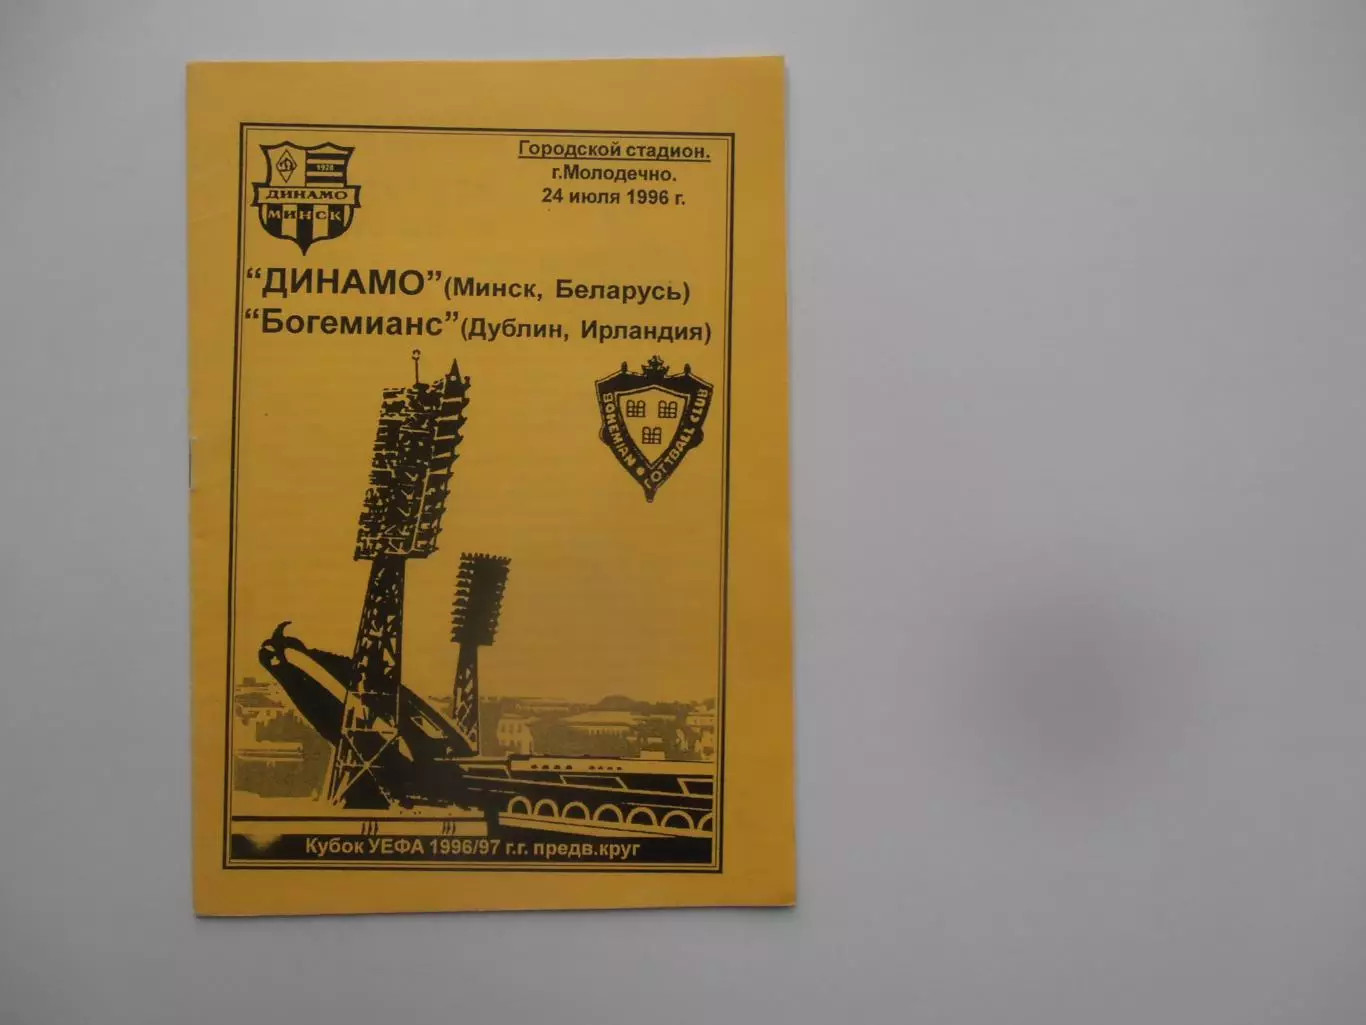 1928
ДИНАМО
МИНСК
Городской стадион.
г.Молодечно.
24 июля 1996 г.
“ДИНАМО” (Минск, Беларусь)
“Богемианс” (Дублин, Ирландия)
BOHEMIAN FOTTBALL CLUB
Кубок УЕФА 1996/97 г.г. предв.круг